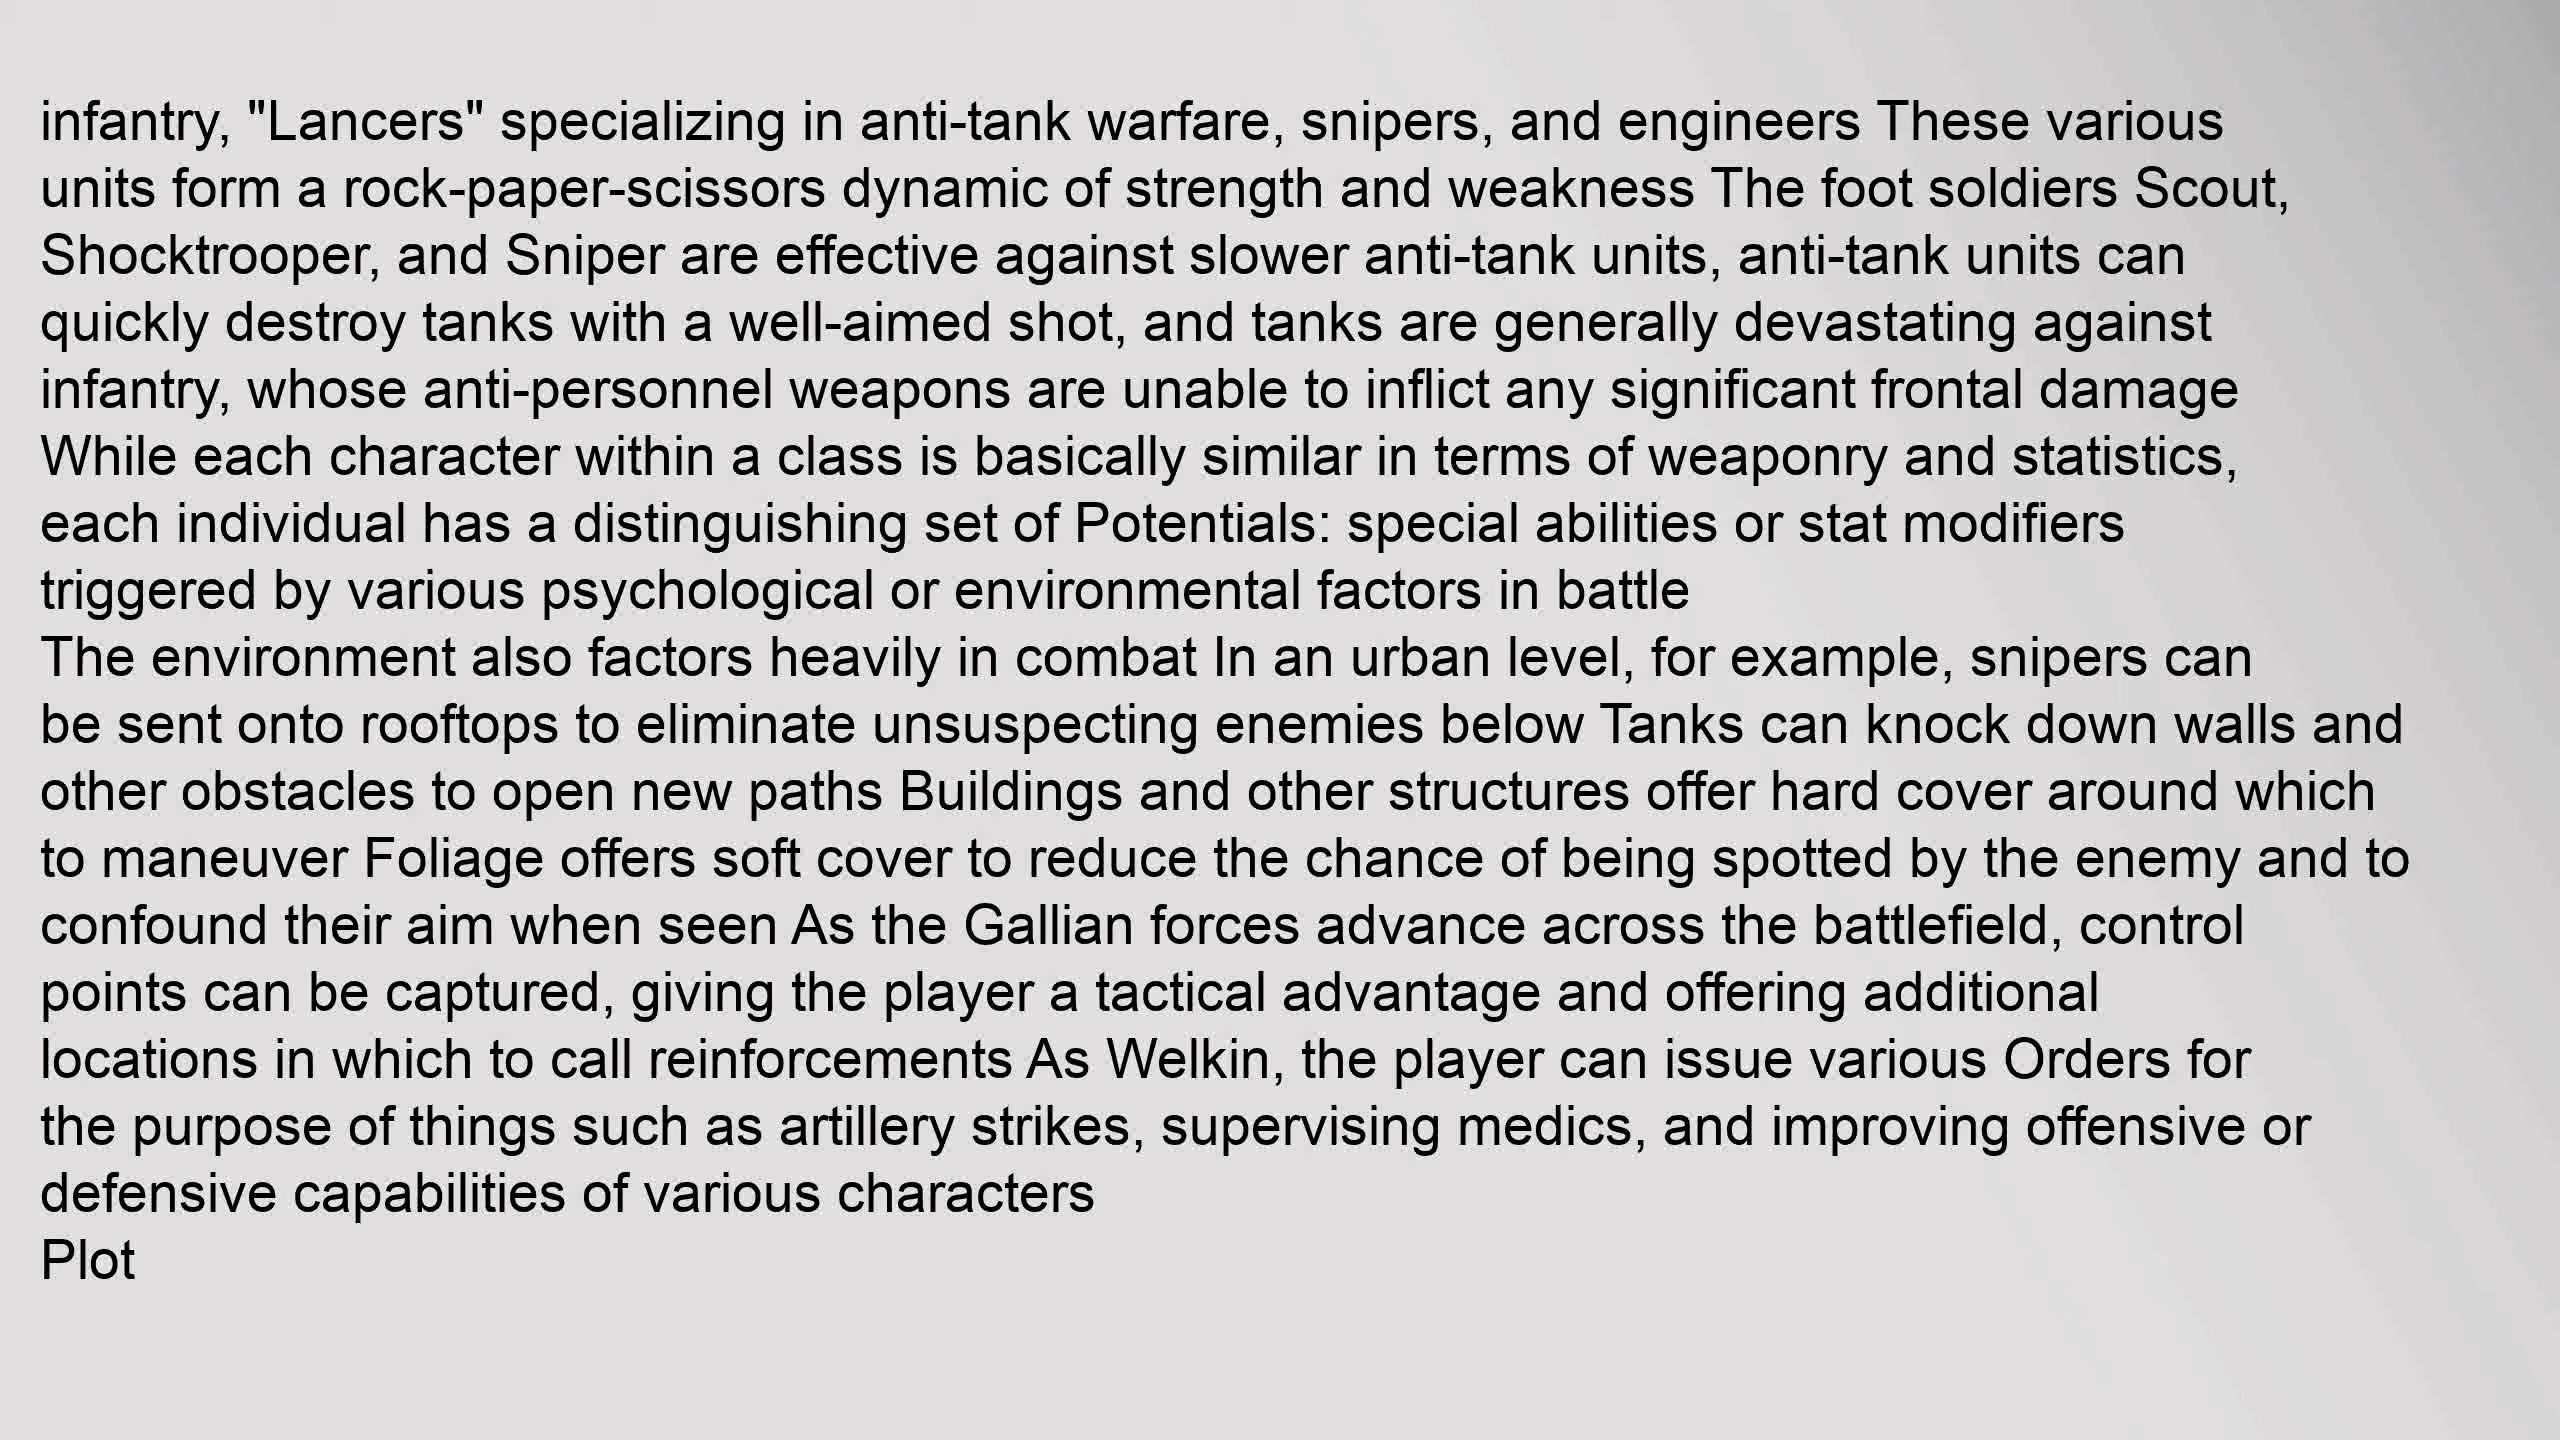 infantry, "Lancers" specializing in anti-tank warfare, snipers, and engineers These various
units form a rock-paper-scissors dynamic of strength and weakness The foot soldiers Scout,
Shocktrooper, and Sniper are effective against slower anti-tank units, anti-tank units can
quickly destroy tanks with a well-aimed shot, and tanks are generally devastating against
infantry, whose anti-personnel weapons are unable to inflict any significant frontal damage
While each character within a class is basically similar in terms of weaponry and statistics,
each individual has a distinguishing set of Potentials: special abilities or stat modifiers
triggered by various psychological or environmental factors in battle
The environment also factors heavily in combat In an urban level, for example, snipers can
be sent onto rooftops to eliminate unsuspecting enemies below Tanks can knock down walls and
other obstacles to open new paths Buildings and other structures offer hard cover around which
to maneuver Foliage offers soft cover to reduce the chance of being spotted by the enemy and to
confound their aim when seen As the Gallian forces advance across the battlefield, control
points can be captured, giving the player a tactical advantage and offering additional
locations in which to call reinforcements As Welkin, the player can issue various Orders for
the purpose of things such as artillery strikes, supervising medics, and improving offensive or
defensive capabilities of various characters
Plot